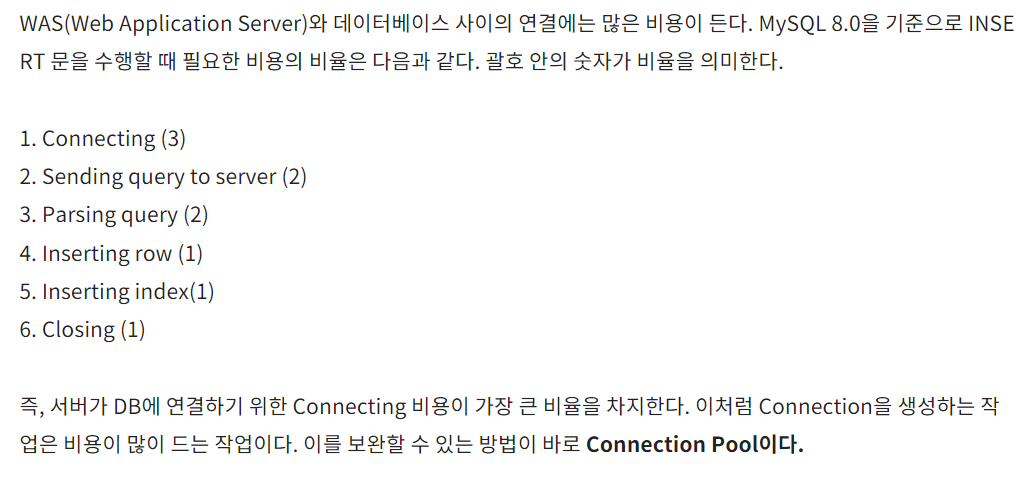 WAS(Web Application Server)와 데이터베이스 사이의 연결에는 많은 비용이 든다. MySQL 8.0을 기준으로 INSE
RT 문을 수행할 때 필요한 비용의 비율은 다음과 같다. 괄호 안의 숫자가 비율을 의미한다.
1. Connecting (3)
2. Sending query to server (2)
3. Parsing query (2)
4. Inserting row (1)
5. Inserting index(1)
6. Closing (1)
즉, 서버가 DB에 연결하기 위한 Connecting 비용이 가장 큰 비율을 차지한다. 이처럼 Connection을 생성하는 작
업은 비용이 많이 드는 작업이다. 이를 보완할 수 있는 방법이 바로 Connection Pool이다.